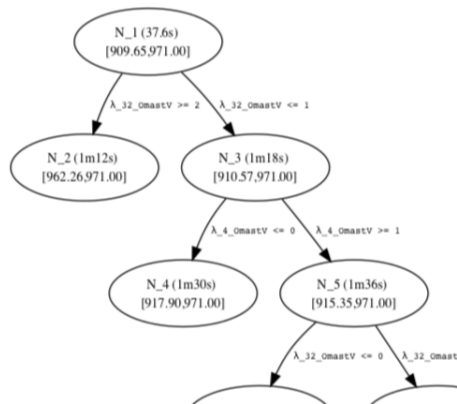 N_1 (37.6s)
[909.65,971.00]
λ_32_OmastV >= 2
λ_32_OmastV <= 1
N_2 (1m12s)
[962.26,971.00]
N_3 (1m18s)
[910.57,971.00]
λ_4_OmastV <= 0
λ_4_OmastV >= 1
N_4 (1m30s)
[917.90,971.00]
N_5 (1m36s)
[915.35,971.00]
λ_32_OmastV <= 0
λ_32_Omast